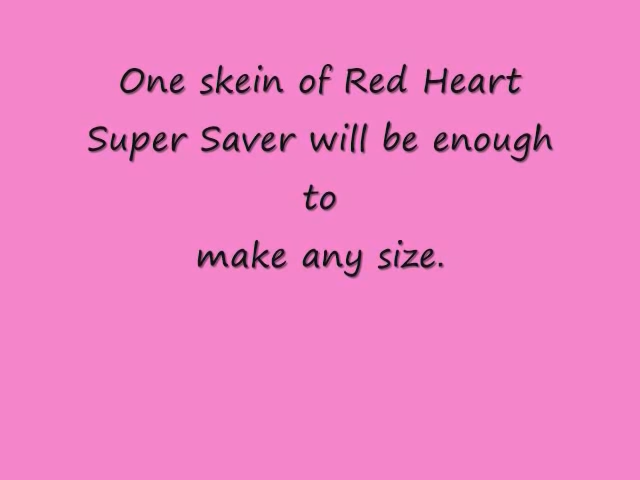 One skein of Red Heart
Super Saver will be enough
to
make any size.